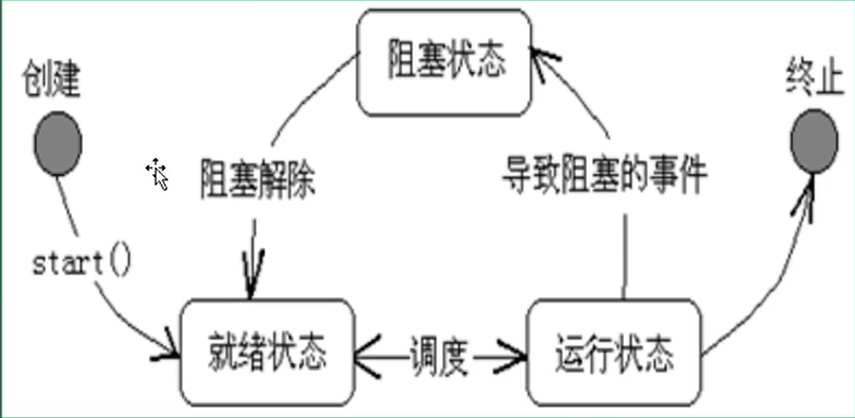 阻塞状态
创建
终止
阻塞解除
导致阻塞的事件
start()
就绪状态
调度
运行状态